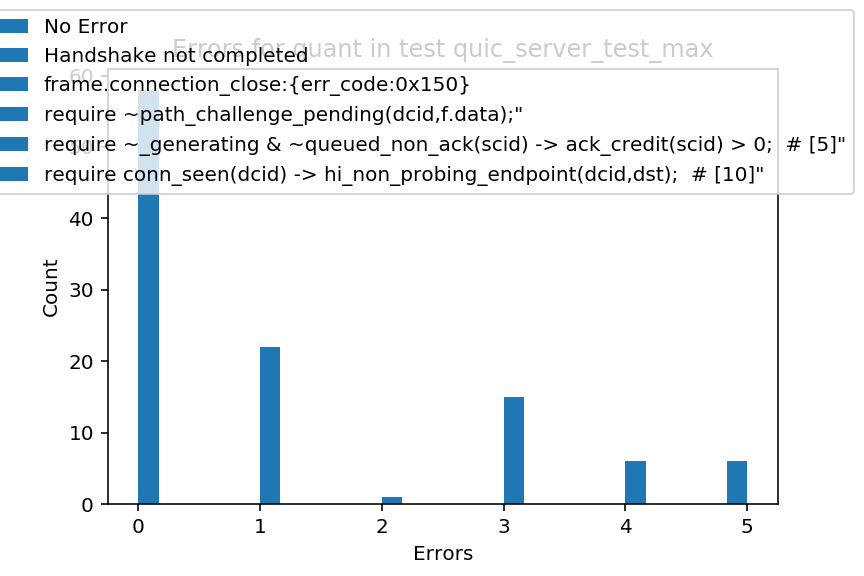 No Error
Errors for quant in test quic_server_test_max
Handshake not completed
frame.connection_close:{err_code:0x150}
require ~path_challenge_pending(dcid,f.data);"
require ~_generating & ~queued_non_ack(scid) -> ack_credit(scid) > 0;  # [5]"
require conn_seen(dcid) -> hi_non_probing_endpoint(dcid,dst);  # [10]"
60
40
30
20
10
0
Count
0 1 2 3 4 5
Errors